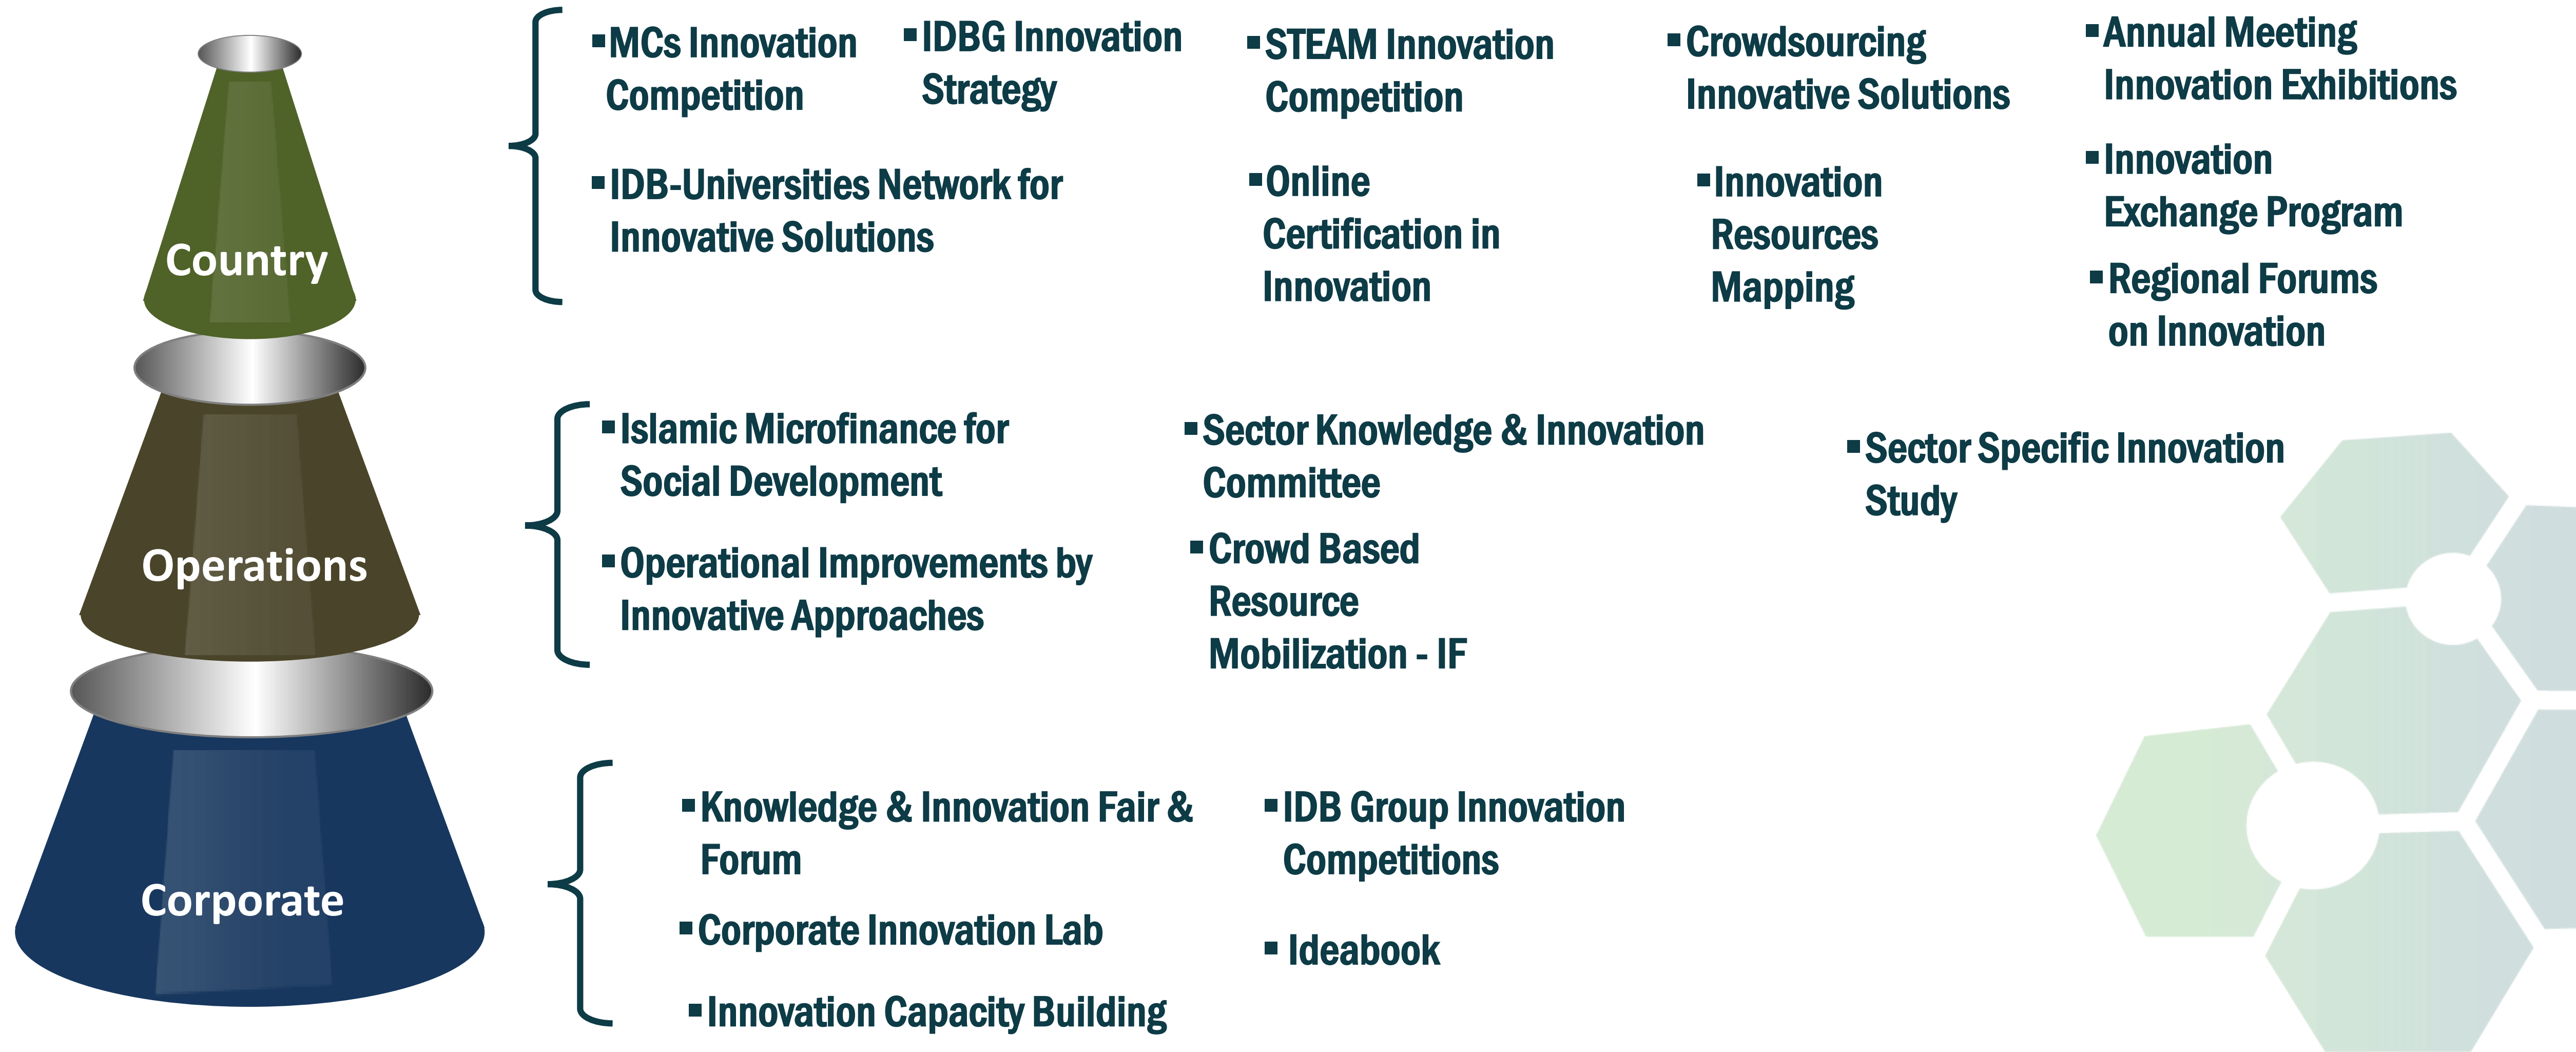 Country
▪MCs Innovation
Competition
▪IDBG Innovation
Strategy
▪STEAM Innovation
Competition
▪Crowdsourcing
Innovative Solutions
▪Annual Meeting
Innovation Exhibitions
▪IDB-Universities Network for
Innovative Solutions
▪Online
Certification in
Innovation
▪Innovation
Resources
Mapping
▪Innovation
Exchange Program
▪Regional Forums
on Innovation
Operations
▪Islamic Microfinance for
Social Development
▪Operational Improvements by
Innovative Approaches
▪Sector Knowledge & Innovation
Committee
▪Crowd Based
Resource
Mobilization - IF
▪Sector Specific Innovation
Study
Corporate
▪Knowledge & Innovation Fair &
Forum
▪Corporate Innovation Lab
▪Innovation Capacity Building
▪IDB Group Innovation
Competitions
▪ Ideabook